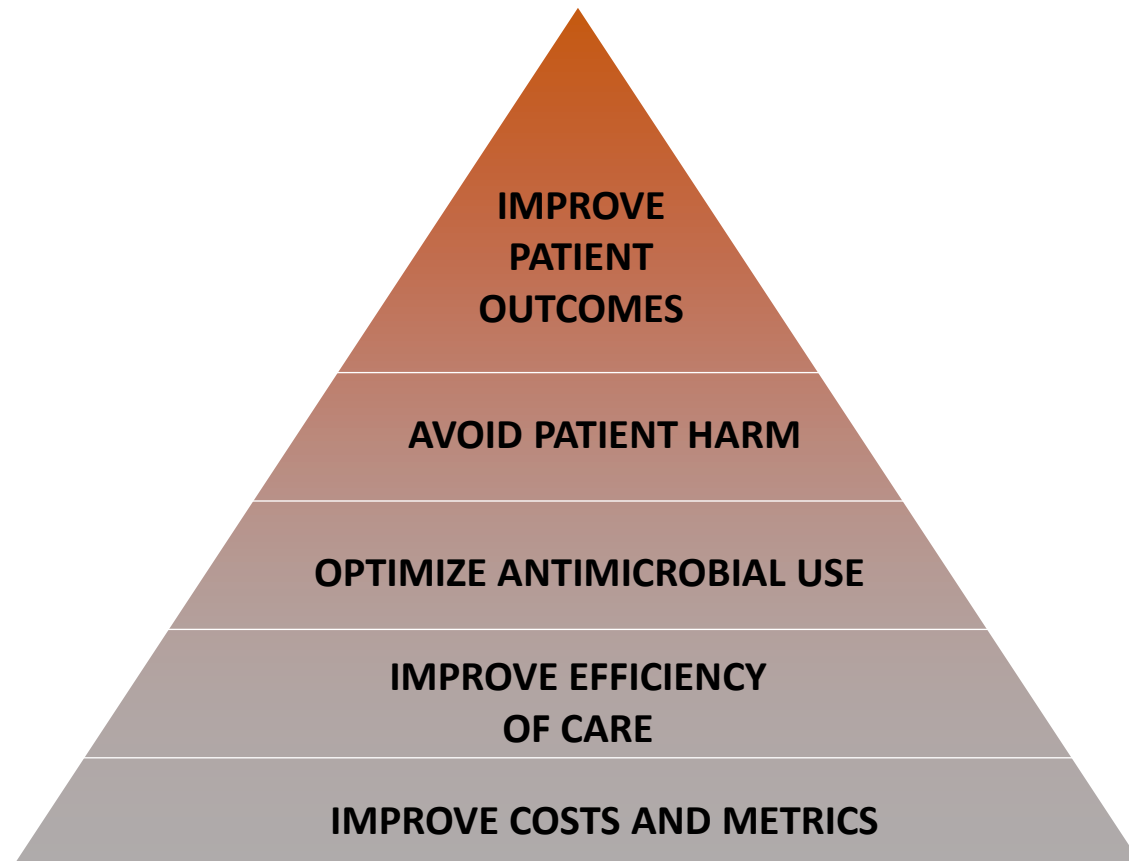 IMPROVE
PATIENT
OUTCOMES
AVOID PATIENT HARM
OPTIMIZE ANTIMICROBIAL USE
IMPROVE EFFICIENCY
OF CARE
IMPROVE COSTS AND METRICS